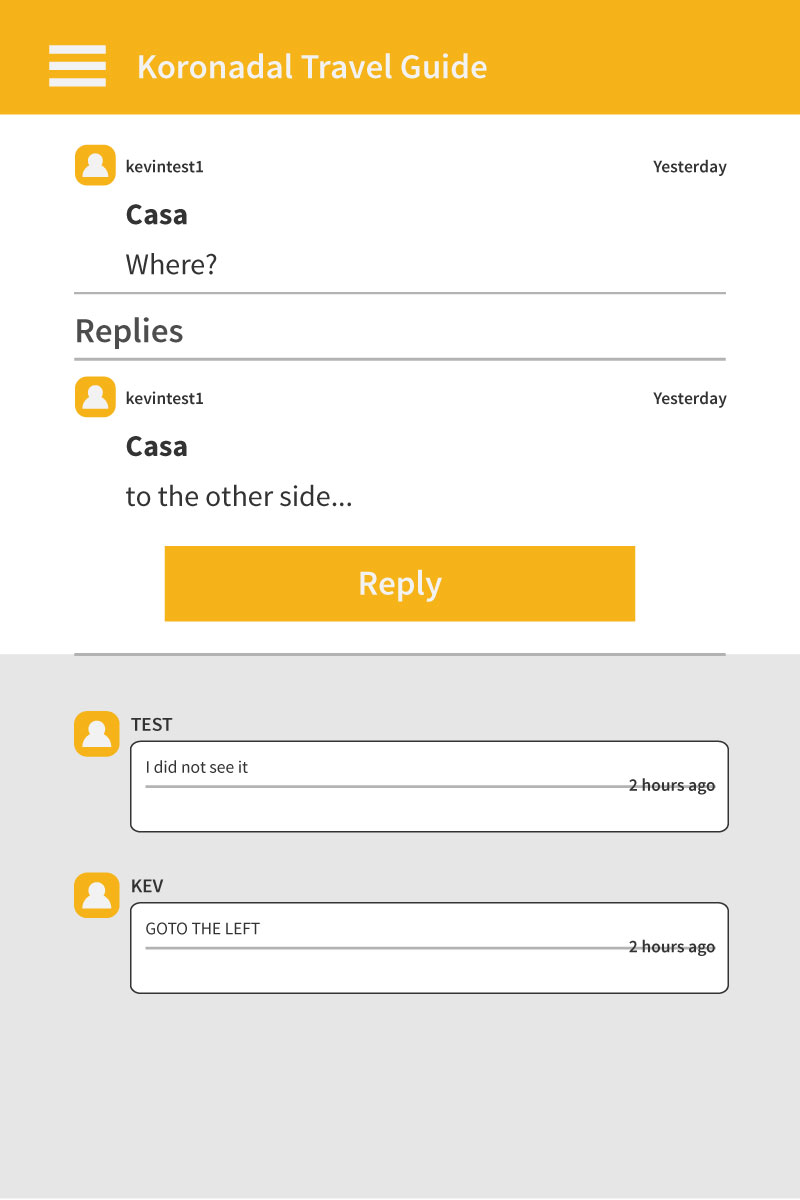 Koronadal Travel Guide
kevintest1 Yesterday
Casa
Where?
Replies
kevintest1 Yesterday
Casa
to the other side...
Reply
TEST
I did not see it
2 hours ago
KEV
GOTO THE LEFT
2 hours ago